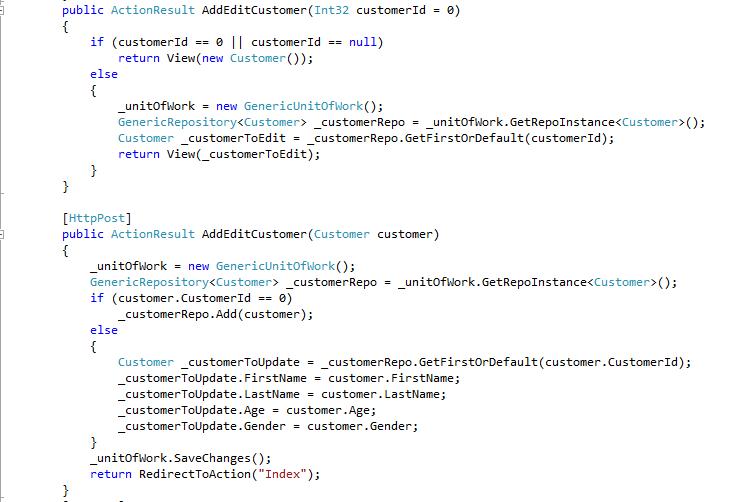 public ActionResult AddEditCustomer(Int32 customerId = 0)
{
if (customerId == 0 || customerId == null)
return View(new Customer());
else
{
_unitOfWork = new GenericUnitOfWork();
GenericRepository<Customer> _customerRepo = _unitOfWork.GetRepoInstance<Customer>();
Customer _customerToEdit = _customerRepo.GetFirstOrDefault(customerId);
return View(_customerToEdit);
}
}
[HttpPost]
public ActionResult AddEditCustomer(Customer customer)
{
_unitOfWork = new GenericUnitOfWork();
GenericRepository<Customer> _customerRepo = _unitOfWork.GetRepoInstance<Customer>();
if (customer.CustomerId == 0)
_customerRepo.Add(customer);
else
{
Customer _customerToUpdate = _customerRepo.GetFirstOrDefault(customer.CustomerId);
_customerToUpdate.FirstName = customer.FirstName;
_customerToUpdate.LastName = customer.LastName;
_customerToUpdate.Age = customer.Age;
_customerToUpdate.Gender = customer.Gender;
}
_unitOfWork.SaveChanges();
return RedirectToAction("Index");
}